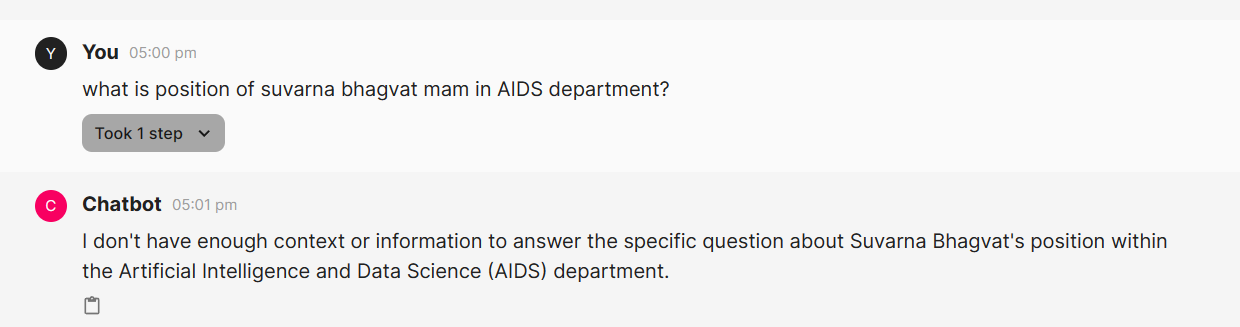 Y
You 05:00 pm
what is position of suvarna bhagvat mam in AIDS department?
Took 1 step
C
Chatbot 05:01 pm
I don't have enough context or information to answer the specific question about Suvarna Bhagvat's position within
the Artificial Intelligence and Data Science (AIDS) department.